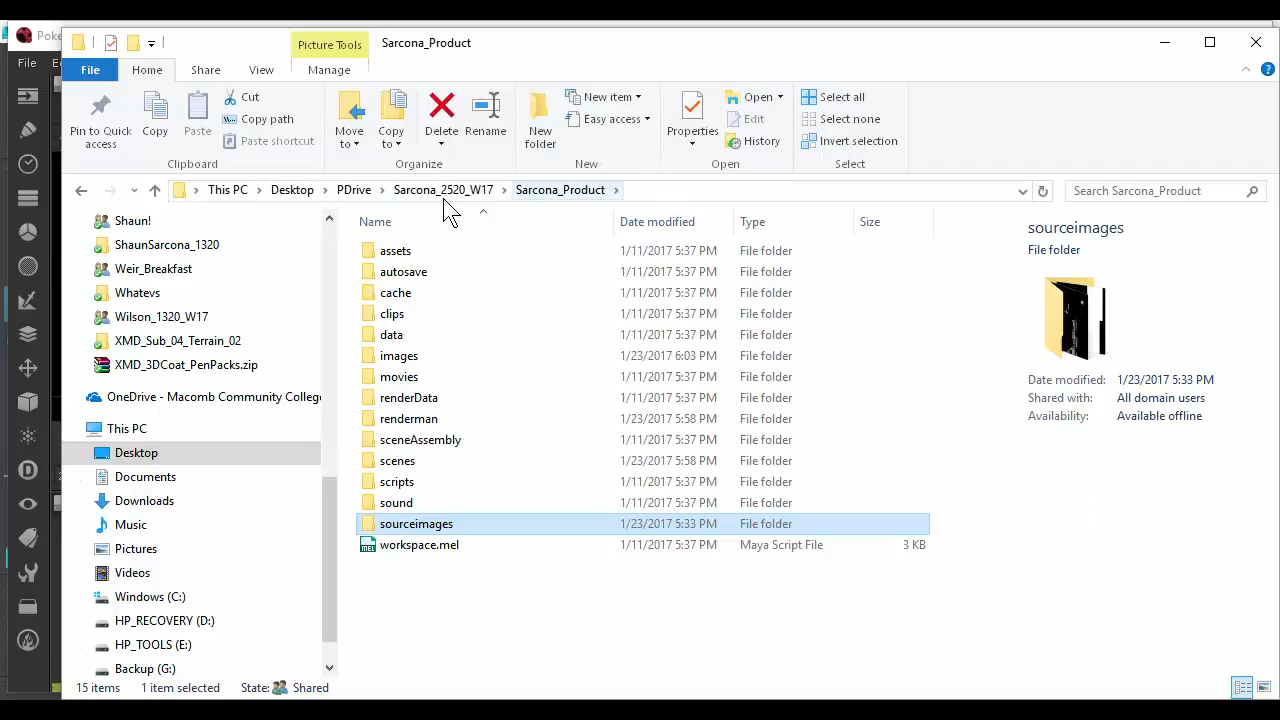 Poke
File
E
Picture Tools
Sarcona_Product
File
Home
Share
View
Manage
Pin to Quick access
Copy
Paste
Cut
Copy path
Paste shortcut
Clipboard
Move to
Copy to
Delete
Rename
Organize
New folder
New item
Easy access
New
Properties
Open
Edit
History
Open
Select all
Select none
Invert selection
Select
This PC
Desktop
PDrive
Sarcona_2520_W17
Sarcona_Product
Search Sarcona_Product
Shaun!
ShaunSarcona_1320
Weir_Breakfast
Whatevs
Wilson_1320_W17
XMD_Sub_04_Terrain_02
XMD_3DCoat_PenPacks.zip
OneDrive - Macomb Community College
This PC
Desktop
Documents
Downloads
Music
Pictures
Videos
Windows (C:)
HP_RECOVERY (D:)
HP_TOOLS (E:)
Backup (G:)
Name Date modified Type Size
assets 1/11/2017 5:37 PM File folder
autosave 1/11/2017 5:37 PM File folder
cache 1/11/2017 5:37 PM File folder
clips 1/11/2017 5:37 PM File folder
data 1/11/2017 5:37 PM File folder
images 1/23/2017 6:03 PM File folder
movies 1/11/2017 5:37 PM File folder
renderData 1/11/2017 5:37 PM File folder
renderman 1/23/2017 5:58 PM File folder
sceneAssembly 1/11/2017 5:37 PM File folder
scenes 1/23/2017 5:58 PM File folder
scripts 1/11/2017 5:37 PM File folder
sound 1/11/2017 5:37 PM File folder
sourceimages 1/23/2017 5:33 PM File folder
workspace.mel 1/11/2017 5:37 PM Maya Script File 3 KB
sourceimages
File folder
Date modified: 1/23/2017 5:33 PM
Shared with: All domain users
Availability: Available offline
15 items
1 item selected
State: Shared